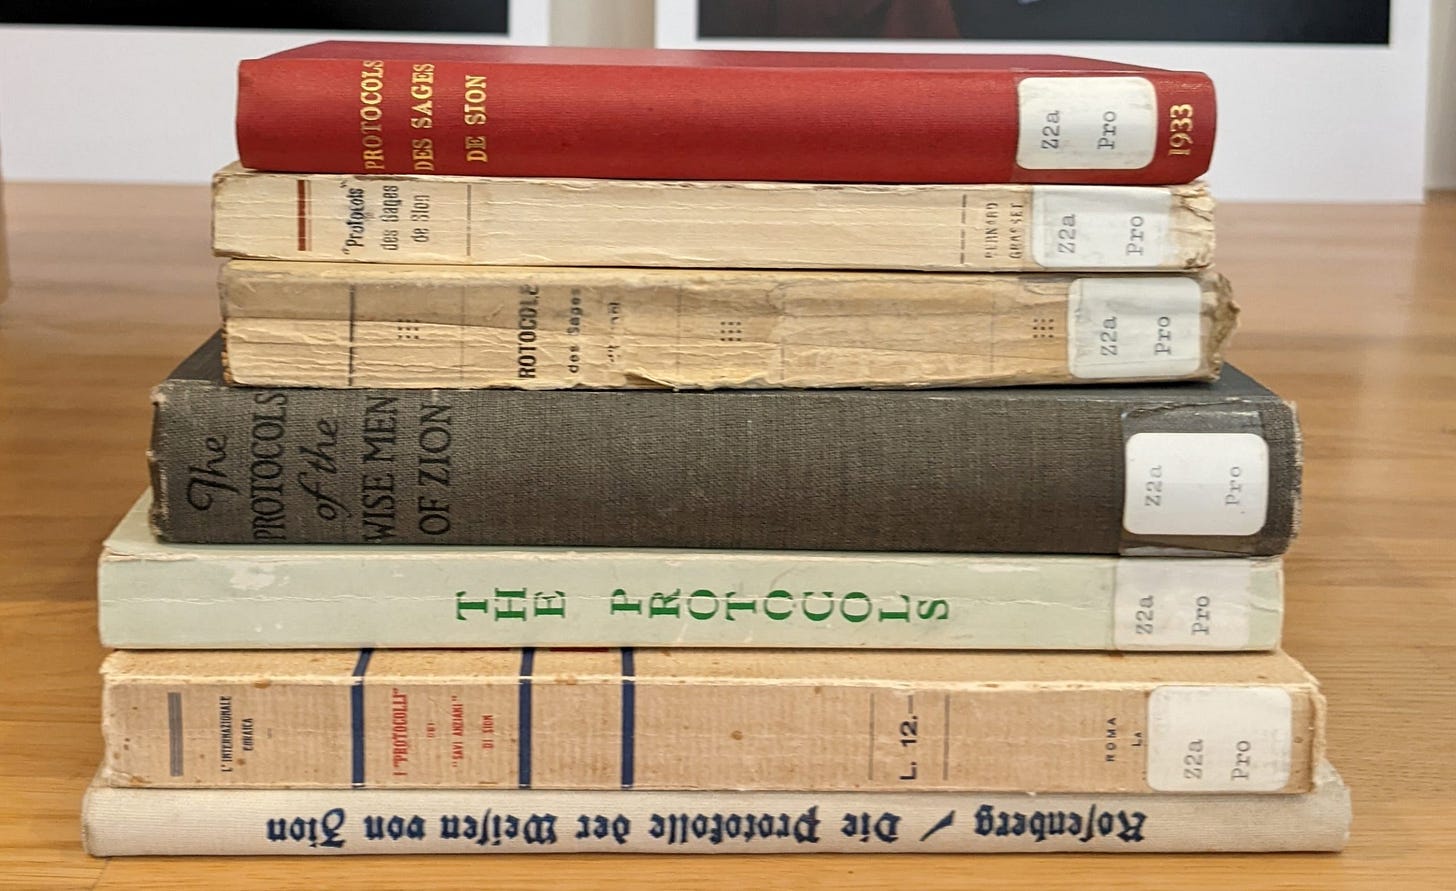 PROTOCOLS
DES SAGES
DE SION
Z2a
Pro
1933
"Protocols"
des Sages
de Sion
BERNARD
GRASSET
Z2a
Pro
des Sages
Z2a
Pro
The
PROTOCOLS
of the
WISE MEN
OF ZION
Z2a
Pro
THE PROTOCOLS
Z2a
Pro
L'INTERNAZIONALE
EBRAICA
I "PROTOCOLLI"
DEI
"SAVI ANZIANI"
DI SION
L. 12.—
ROMA
LA
Z2a
Pro
Rosenberg / Die Protokolle der Weisen von Zion